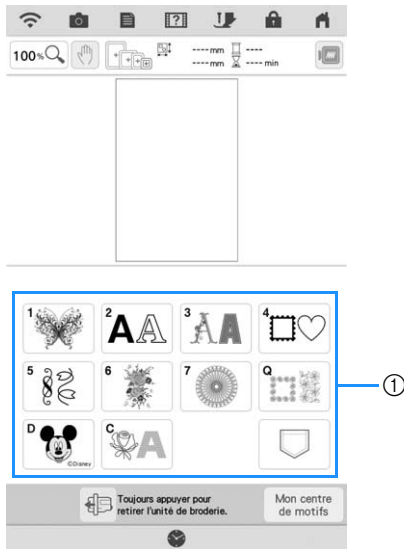 100%
----mm ----
----mm ----min
1
2 AA
3 AA
4
5
6
7
Q
D ©Disney
C A
①
Toujours appuyer pour
retirer l'unité de broderie.
Mon centre
de motifs